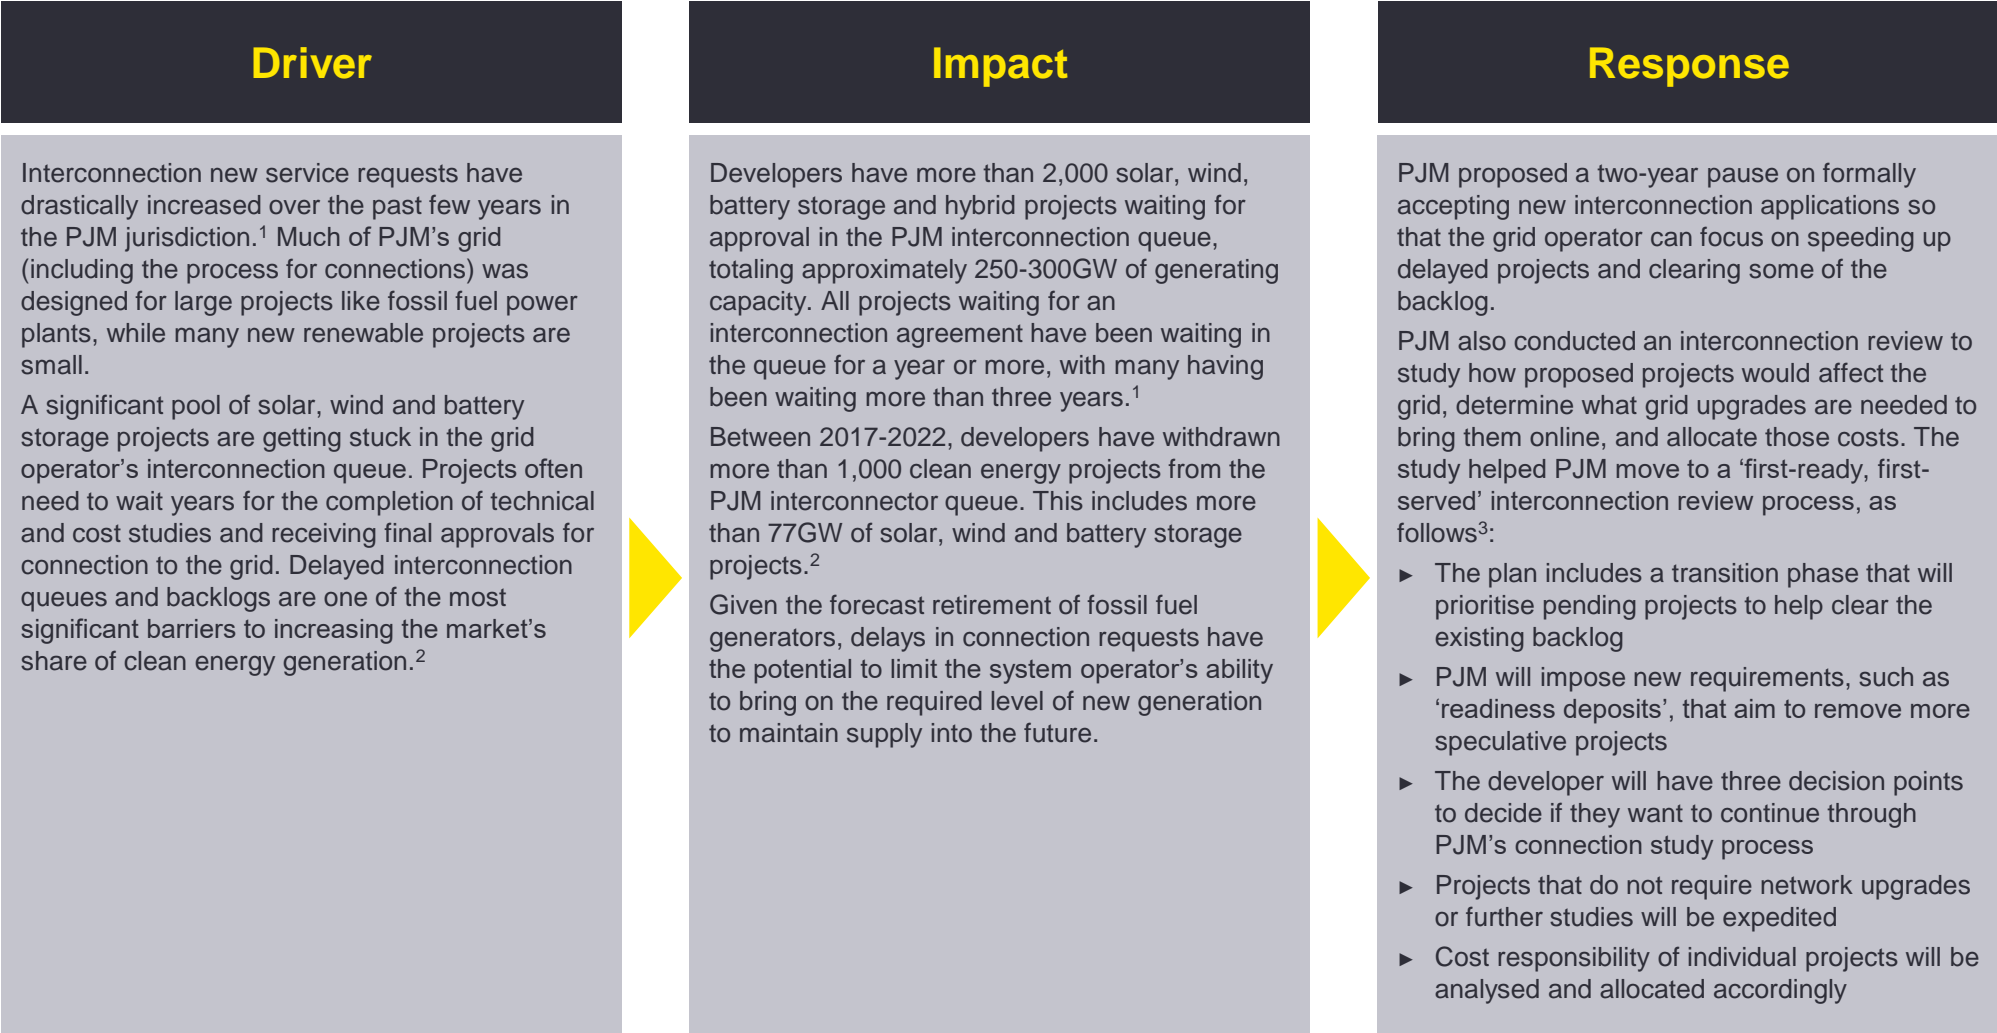 Driver
Interconnection new service requests have
drastically increased over the past few years in
the PJM jurisdiction.¹ Much of PJM’s grid
(including the process for connections) was
designed for large projects like fossil fuel power
plants, while many new renewable projects are
small.
A significant pool of solar, wind and battery
storage projects are getting stuck in the grid
operator’s interconnection queue. Projects often
need to wait years for the completion of technical
and cost studies and receiving final approvals for
connection to the grid. Delayed interconnection
queues and backlogs are one of the most
significant barriers to increasing the market’s
share of clean energy generation.²
Impact
Developers have more than 2,000 solar, wind,
battery storage and hybrid projects waiting for
approval in the PJM interconnection queue,
totaling approximately 250-300GW of generating
capacity. All projects waiting for an
interconnection agreement have been waiting in
the queue for a year or more, with many having
been waiting more than three years.¹
Between 2017-2022, developers have withdrawn
more than 1,000 clean energy projects from the
PJM interconnector queue. This includes more
than 77GW of solar, wind and battery storage
projects.²
Given the forecast retirement of fossil fuel
generators, delays in connection requests have
the potential to limit the system operator’s ability
to bring on the required level of new generation
to maintain supply into the future.
Response
PJM proposed a two-year pause on formally
accepting new interconnection applications so
that the grid operator can focus on speeding up
delayed projects and clearing some of the
backlog.
PJM also conducted an interconnection review to
study how proposed projects would affect the
grid, determine what grid upgrades are needed to
bring them online, and allocate those costs. The
study helped PJM move to a ‘first-ready, first-
served’ interconnection review process, as
follows³:
► The plan includes a transition phase that will
prioritise pending projects to help clear the
existing backlog
► PJM will impose new requirements, such as
‘readiness deposits’, that aim to remove more
speculative projects
► The developer will have three decision points
to decide if they want to continue through
PJM’s connection study process
► Projects that do not require network upgrades
or further studies will be expedited
► Cost responsibility of individual projects will be
analysed and allocated accordingly